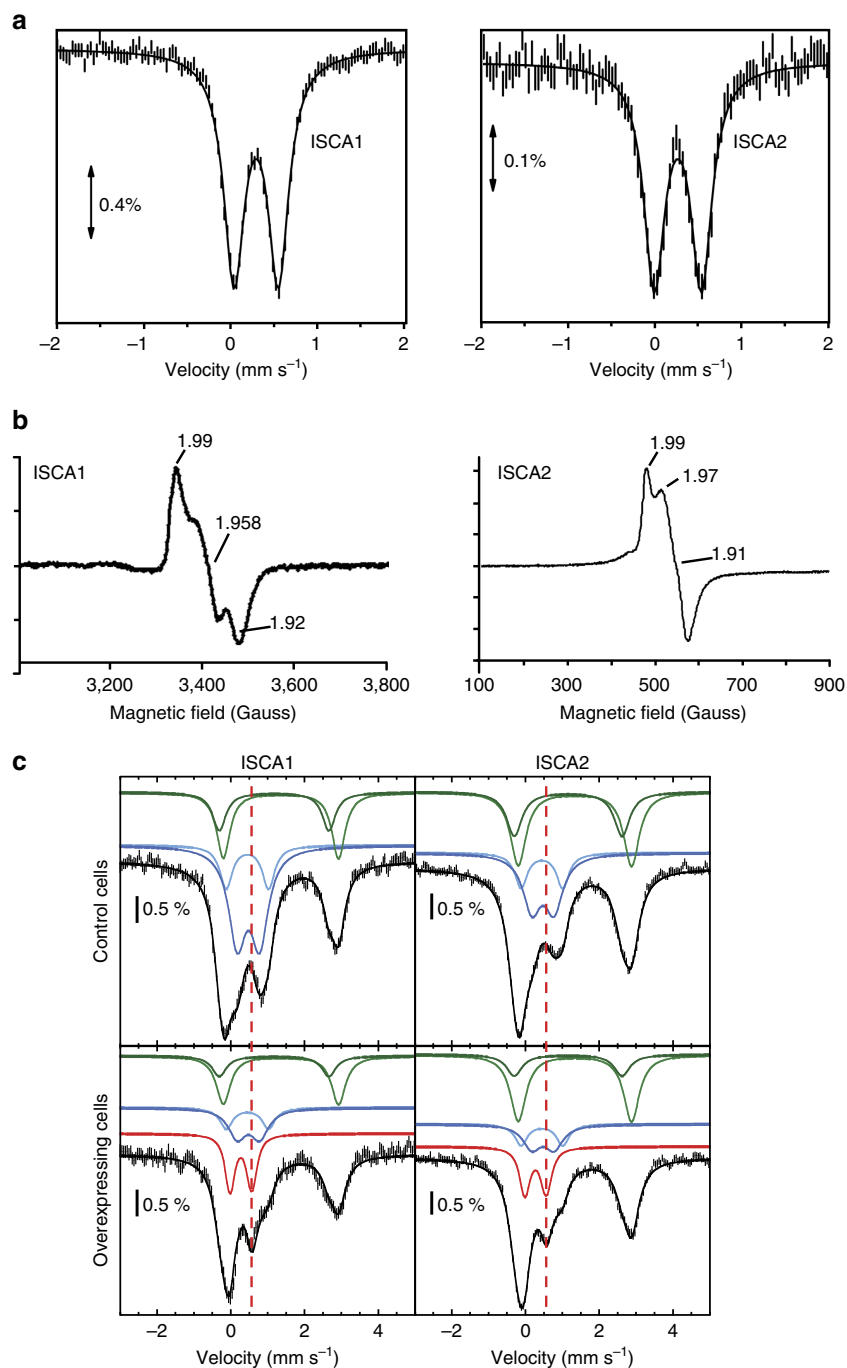 a
ISCA1
0.4%
−2 −1 0 1 2
Velocity (mm s−1)
ISCA2
0.1%
−2 −1 0 1 2
Velocity (mm s−1)
b
ISCA1
1.99
1.958
1.92
3,200 3,400 3,600 3,800
Magnetic field (Gauss)
ISCA2
1.99
1.97
1.91
100 300 500 700 900
Magnetic field (Gauss)
c
ISCA1 ISCA2
Control cells
0.5 %
0.5 %
Overexpressing cells
0.5 %
0.5 %
−2 0 2 4
−2 0 2 4
Velocity (mm s−1)
Velocity (mm s−1)